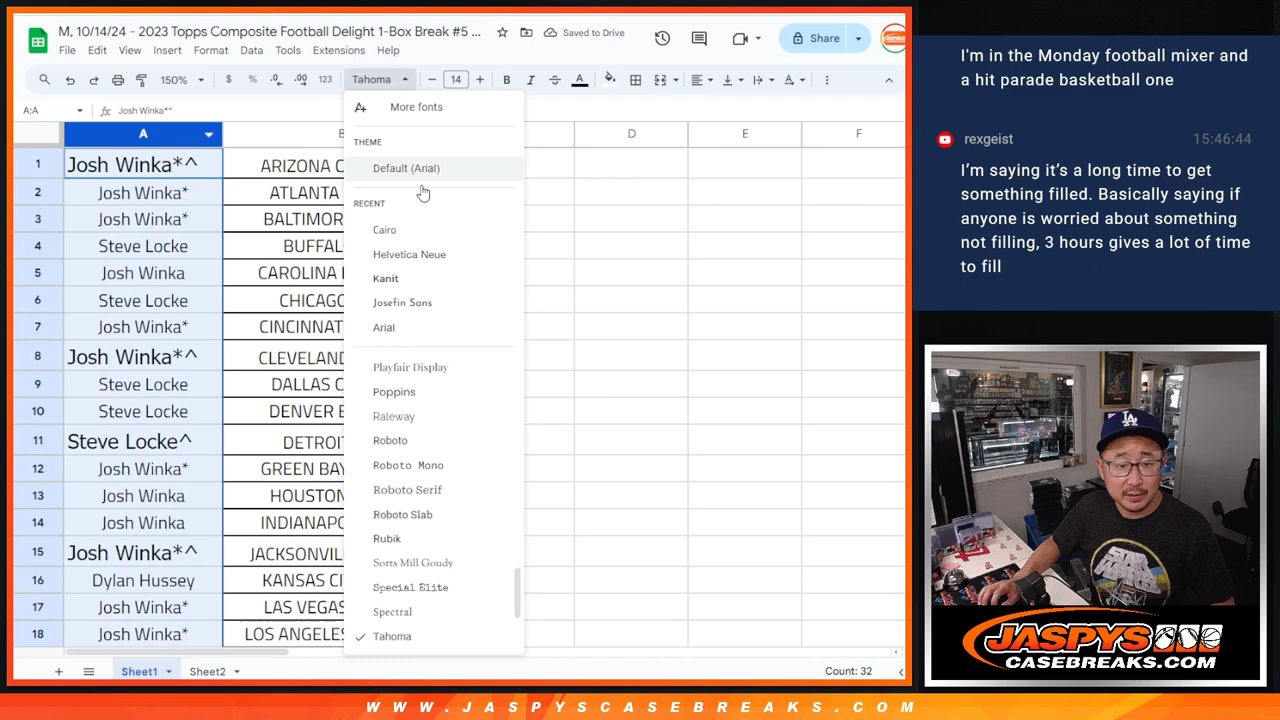 M, 10/14/24 - 2023 Topps Composite Football Delight 1-Box Break #5
Saved to Drive
Share
File Edit View Insert Format Data Tools Extensions Help
150% $ % .0 .00 123 Tahoma - 14 + B I S A
A:A fx Josh Winka*^
A D E F
1 Josh Winka*^ ARIZONA C
2 Josh Winka* ATLANTA
3 Josh Winka* BALTIMOR
4 Steve Locke BUFFAL
5 Josh Winka CAROLINA
6 Steve Locke CHICAGO
7 Josh Winka* CINCINNAT
8 Josh Winka*^ CLEVELAND
9 Steve Locke DALLAS C
10 Steve Locke DENVER B
11 Steve Locke^ DETROIT
12 Josh Winka* GREEN BAY
13 Josh Winka HOUSTON
14 Josh Winka INDIANAPO
15 Josh Winka*^ JACKSONVIL
16 Dylan Hussey KANSAS CI
17 Josh Winka* LAS VEGAS
18 Josh Winka* LOS ANGELES
More fonts
THEME
Default (Arial)
RECENT
Cairo
Helvetica Neue
Kanit
Josefin Sans
Arial
Playfair Display
Poppins
Raleway
Roboto
Roboto Mono
Roboto Serif
Roboto Slab
Rubik
Sorts Mill Goudy
Special Elite
Spectral
Tahoma
Sheet1 Sheet2 Count: 32
I'm in the Monday football mixer and
a hit parade basketball one
rexgeist 15:46:44
I'm saying it's a long time to get
something filled. Basically saying if
anyone is worried about something
not filling, 3 hours gives a lot of time
to fill
LA
STAR
WARS
JASPYS
CASEBREAKS.COM
WWW.JASPYSCASEBREAKS.COM